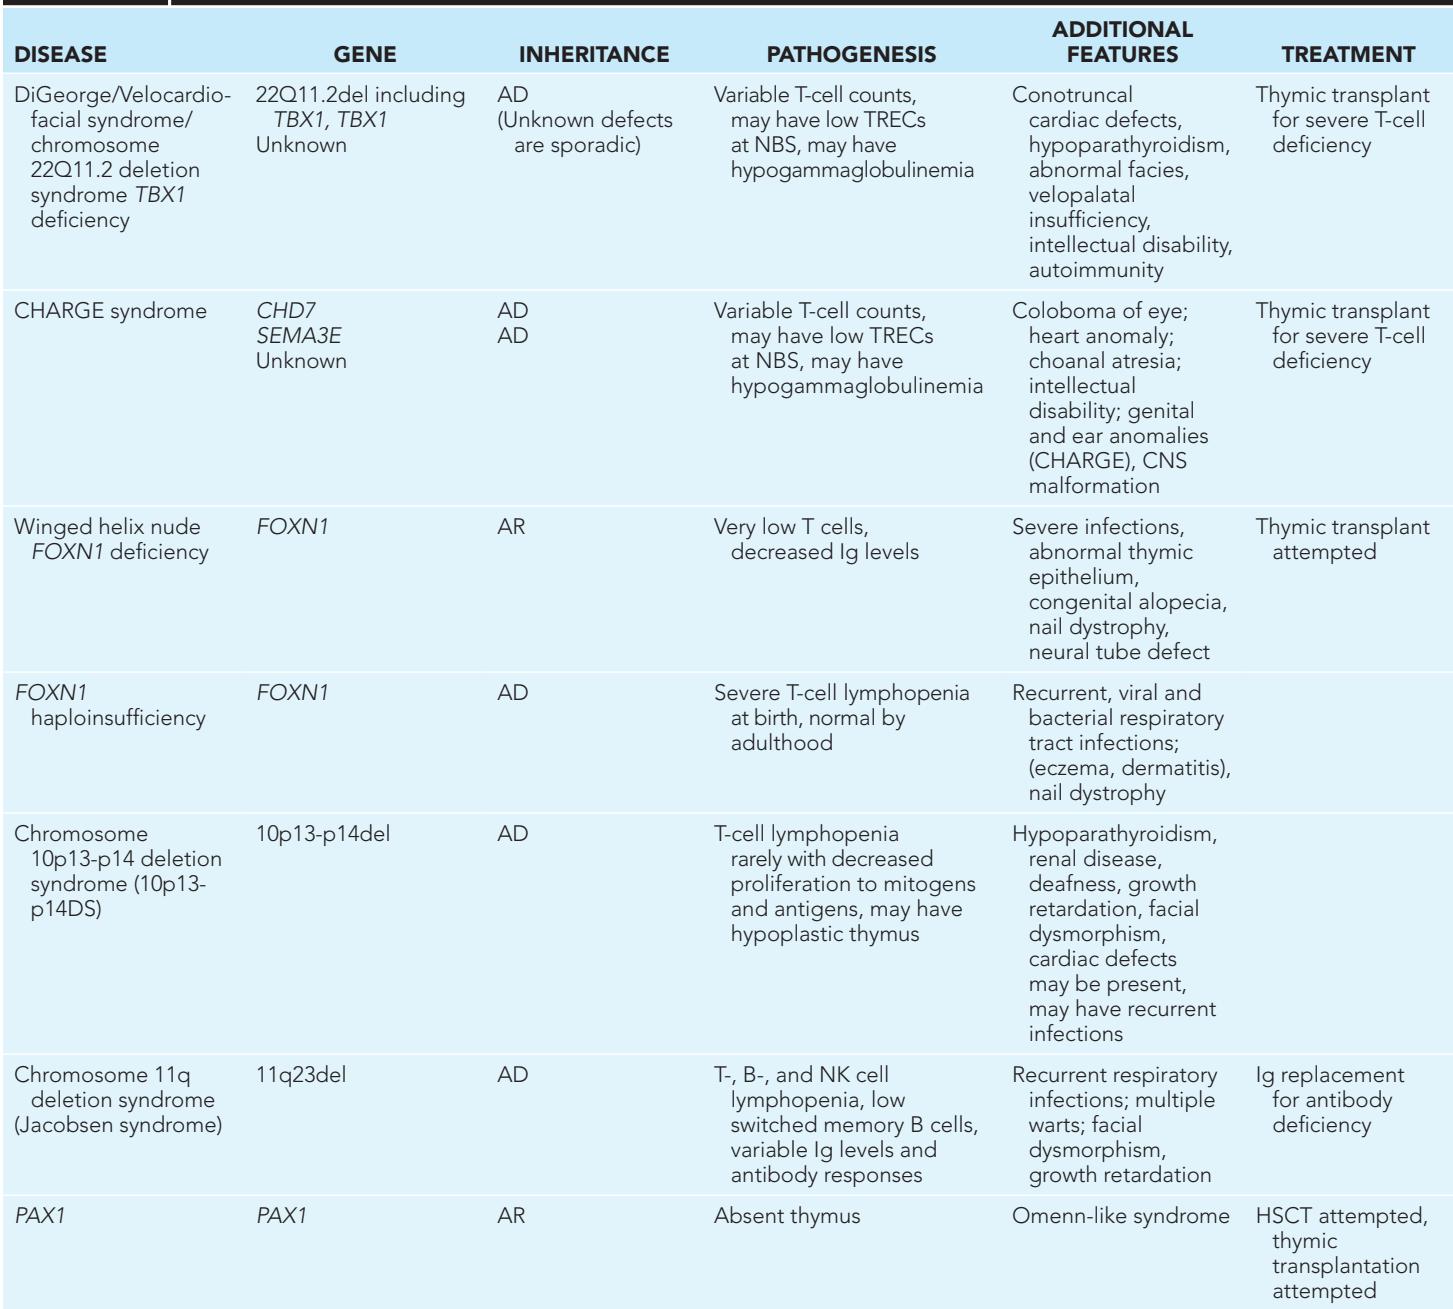 DISEASE
GENE
INHERITANCE
PATHOGENESIS
ADDITIONAL
FEATURES
TREATMENT
DiGeorge/Velocardio-
facial syndrome/
chromosome
22Q11.2 deletion
syndrome TBX1
deficiency
22Q11.2del including
TBX1, TBX1
Unknown
AD
(Unknown defects
are sporadic)
Variable T-cell counts,
may have low TRECs
at NBS, may have
hypogammaglobulinemia
Conotruncal
cardiac defects,
hypoparathyroidism,
abnormal facies,
velopalatal
insufficiency,
intellectual disability,
autoimmunity
Thymic transplant
for severe T-cell
deficiency
CHARGE syndrome
CHD7
SEMA3E
Unknown
AD
AD
Variable T-cell counts,
may have low TRECs
at NBS, may have
hypogammaglobulinemia
Coloboma of eye;
heart anomaly;
choanal atresia;
intellectual
disability; genital
and ear anomalies
(CHARGE), CNS
malformation
Thymic transplant
for severe T-cell
deficiency
Winged helix nude
FOXN1 deficiency
FOXN1
AR
Very low T cells,
decreased Ig levels
Severe infections,
abnormal thymic
epithelium,
congenital alopecia,
nail dystrophy,
neural tube defect
Thymic transplant
attempted
FOXN1
haploinsufficiency
FOXN1
AD
Severe T-cell lymphopenia
at birth, normal by
adulthood
Recurrent, viral and
bacterial respiratory
tract infections;
(eczema, dermatitis),
nail dystrophy
Chromosome
10p13-p14 deletion
syndrome (10p13-
p14DS)
10p13-p14del
AD
T-cell lymphopenia
rarely with decreased
proliferation to mitogens
and antigens, may have
hypoplastic thymus
Hypoparathyroidism,
renal disease,
deafness, growth
retardation, facial
dysmorphism,
cardiac defects
may be present,
may have recurrent
infections
Chromosome 11q
deletion syndrome
(Jacobsen syndrome)
11q23del
AD
T-, B-, and NK cell
lymphopenia, low
switched memory B cells,
variable Ig levels and
antibody responses
Recurrent respiratory
infections; multiple
warts; facial
dysmorphism,
growth retardation
Ig replacement
for antibody
deficiency
PAX1
PAX1
AR
Absent thymus
Omenn-like syndrome
HSCT attempted,
thymic
transplantation
attempted